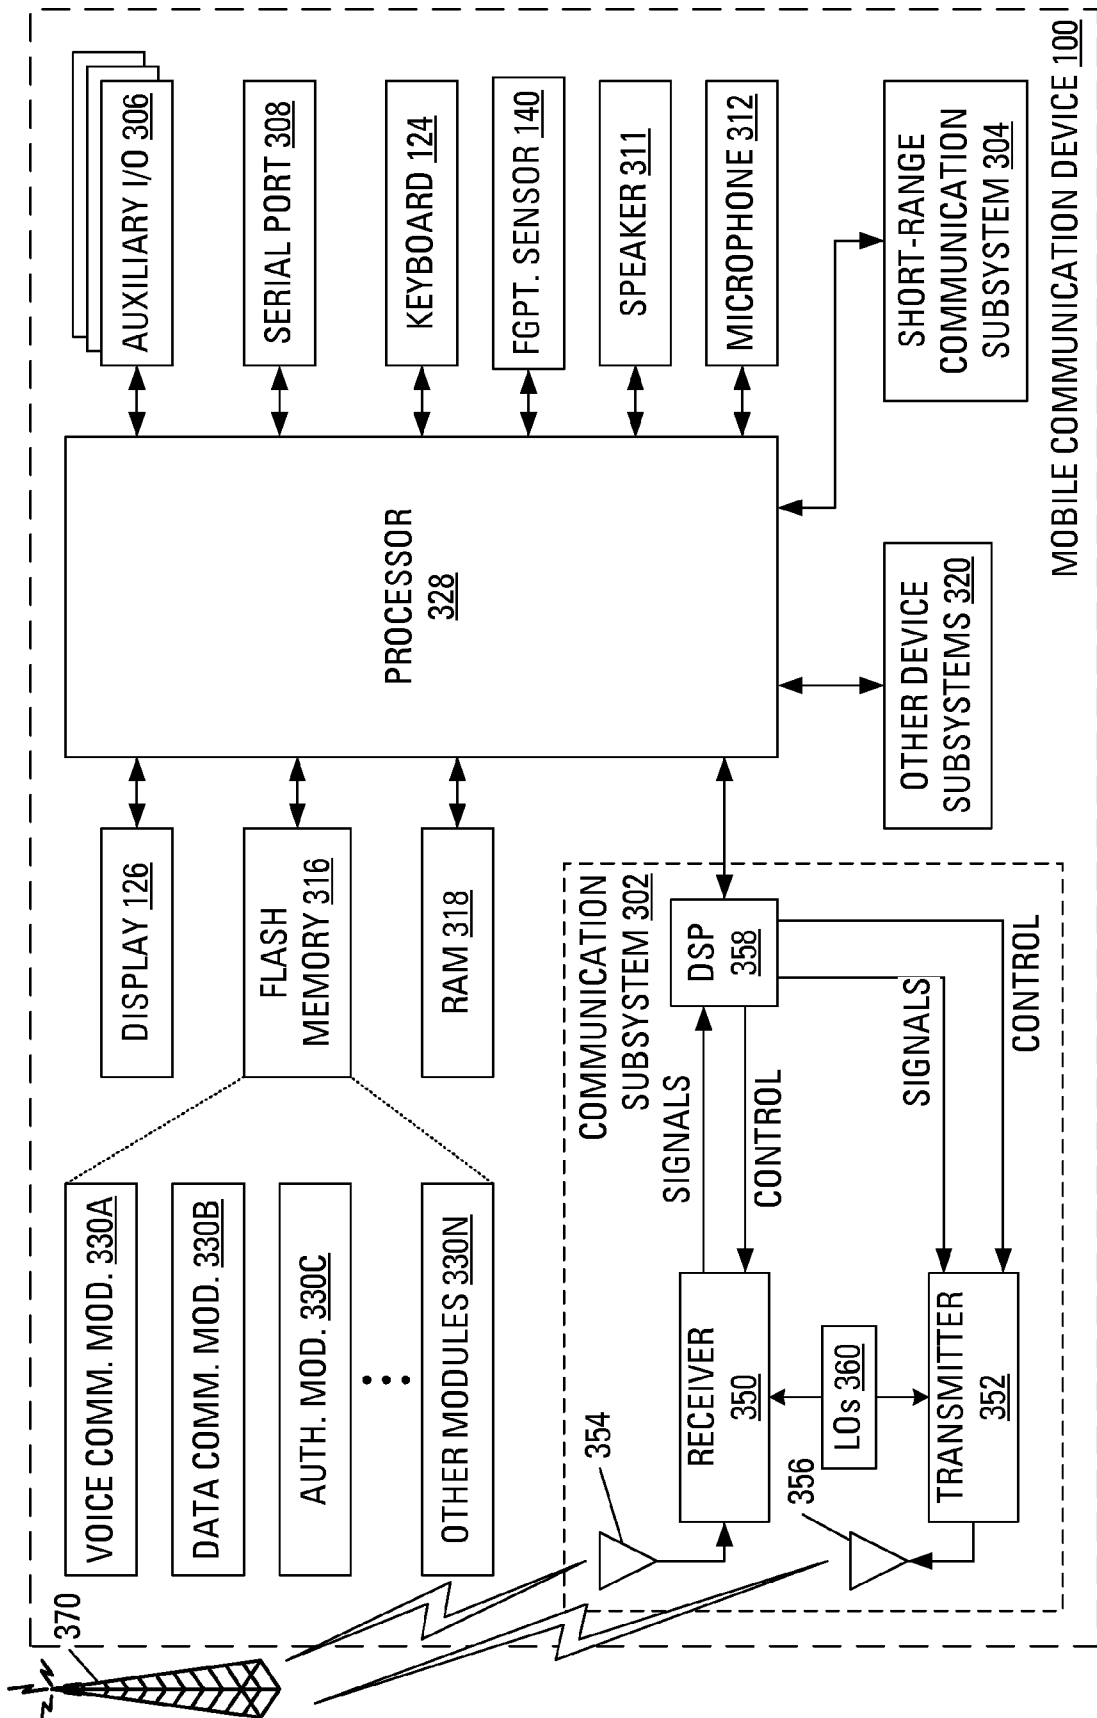 370
VOICE COMM. MOD. 330A
DATA COMM. MOD. 330B
AUTH. MOD. 330C
OTHER MODULES 330N
DISPLAY 126
FLASH
MEMORY 316
RAM 318
PROCESSOR
328
AUXILIARY I/O 306
SERIAL PORT 308
KEYBOARD 124
FGPT. SENSOR 140
SPEAKER 311
MICROPHONE 312
SHORT-RANGE
COMMUNICATION
SUBSYSTEM 304
OTHER DEVICE
SUBSYSTEMS 320
COMMUNICATION
SUBSYSTEM 302
354
RECEIVER
350
SIGNALS
CONTROL
DSP
358
LOs 360
356
TRANSMITTER
352
SIGNALS
CONTROL
MOBILE COMMUNICATION DEVICE 100